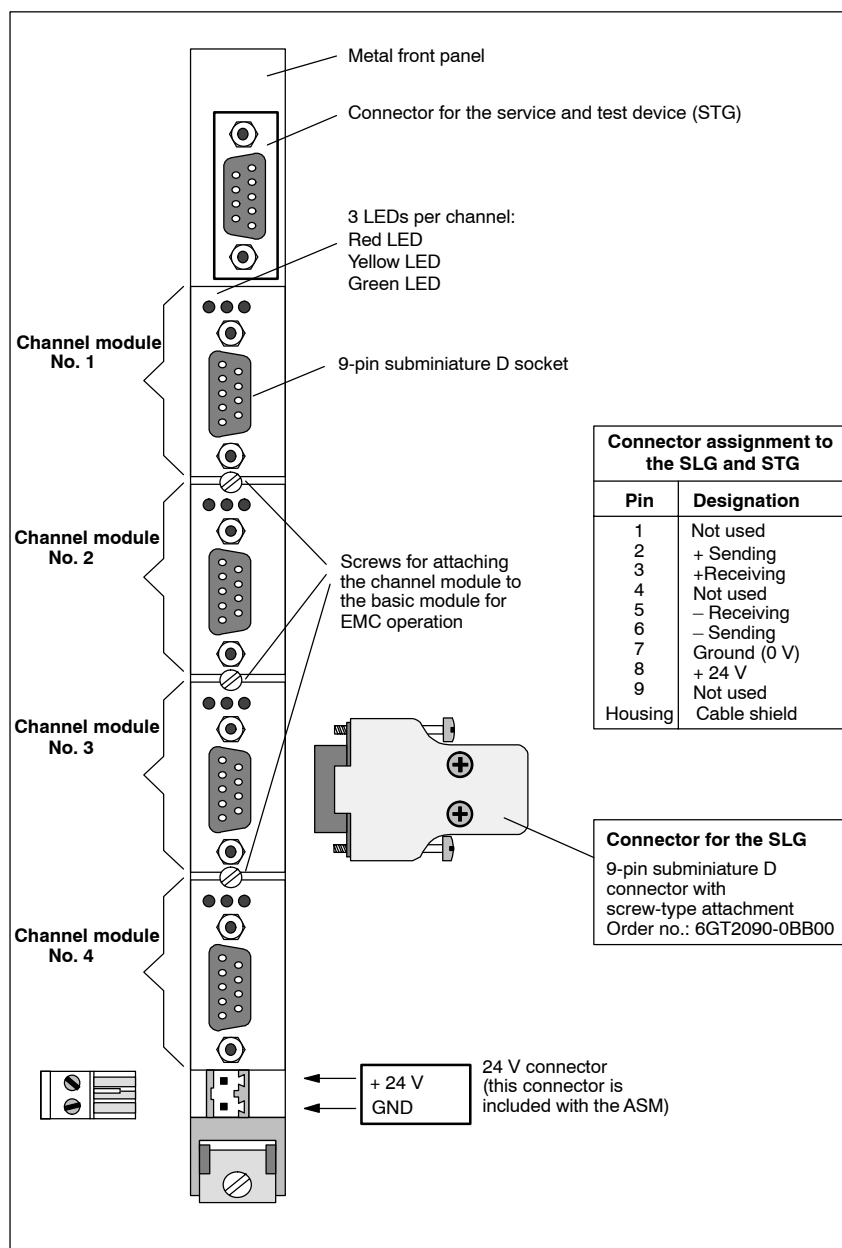 Metal front panel
Connector for the service and test device (STG)
3 LEDs per channel:
Red LED
Yellow LED
Green LED
Channel module
No. 1
9-pin subminiature D socket
Connector assignment to
the SLG and STG
Pin Designation
1 Not used
2 + Sending
3 +Receiving
4 Not used
5 – Receiving
6 – Sending
7 Ground (0 V)
8 + 24 V
9 Not used
Housing Cable shield
Channel module
No. 2
Screws for attaching
the channel module to
the basic module for
EMC operation
Channel module
No. 3
Connector for the SLG
9-pin subminiature D
connector with
screw-type attachment
Order no.: 6GT2090-0BB00
Channel module
No. 4
+ 24 V
GND
24 V connector
(this connector is
included with the ASM)